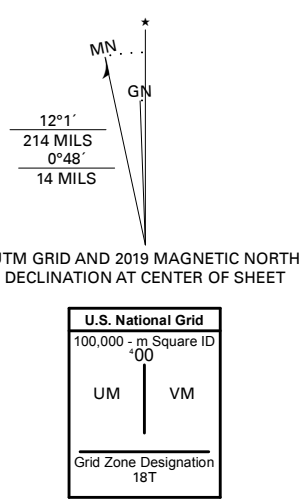 ★
MN
GN
12°1´
214 MILS
0°48´
14 MILS
UTM GRID AND 2019 MAGNETIC NORTH
DECLINATION AT CENTER OF SHEET
U.S. National Grid
100,000 - m Square ID
⁴00
UM VM
Grid Zone Designation
18T